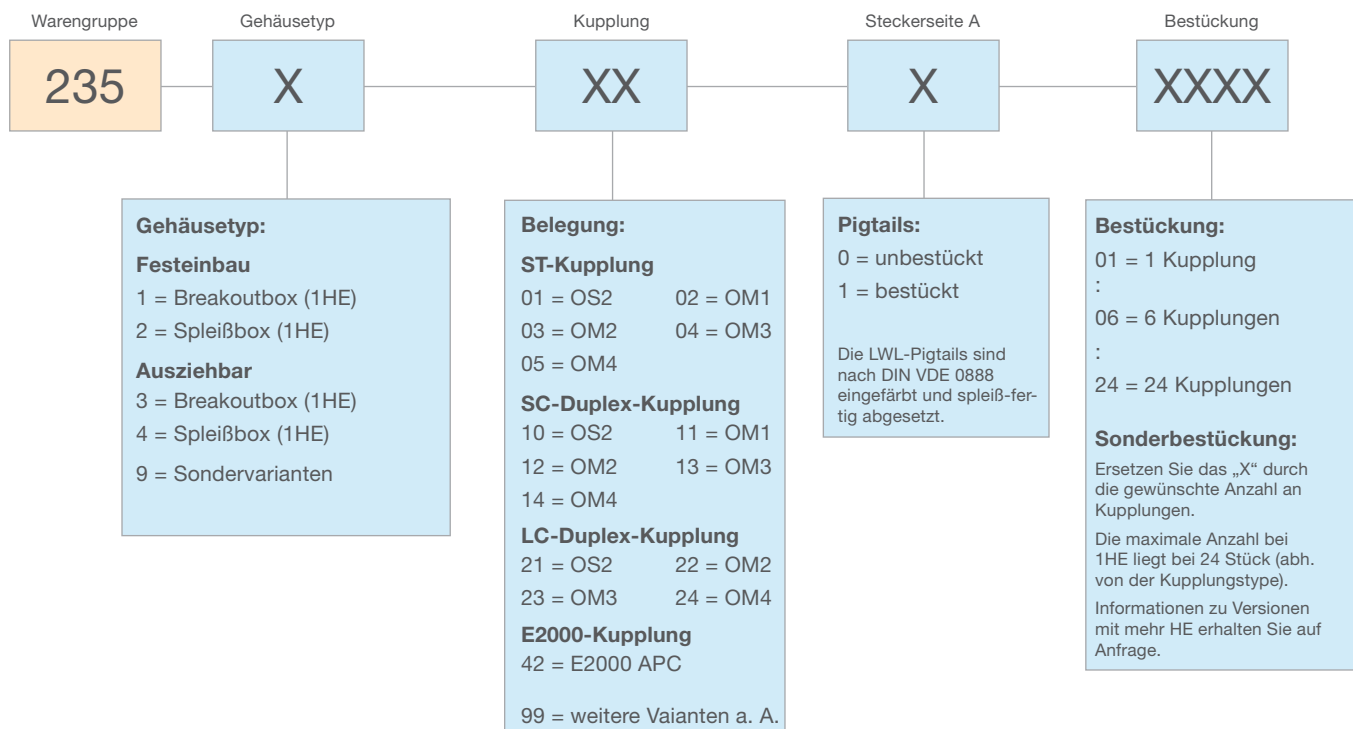 Warengruppe
Gehäusetyp
Kupplung
Steckerseite A
Bestückung
235
X
XX
X
XXXX
Gehäusetyp:
Festeinbau
1 = Breakoutbox (1HE)
2 = Spleißbox (1HE)
Ausziehbar
3 = Breakoutbox (1HE)
4 = Spleißbox (1HE)
9 = Sondervarianten
Belegung:
ST-Kupplung
01 = OS2 02 = OM1
03 = OM2 04 = OM3
05 = OM4
SC-Duplex-Kupplung
10 = OS2 11 = OM1
12 = OM2 13 = OM3
14 = OM4
LC-Duplex-Kupplung
21 = OS2 22 = OM2
23 = OM3 24 = OM4
E2000-Kupplung
42 = E2000 APC
99 = weitere Vaianten a. A.
Pigtails:
0 = unbestückt
1 = bestückt
Die LWL-Pigtails sind
nach DIN VDE 0888
eingefärbt und spleiß-fer-
tig abgesetzt.
Bestückung:
01 = 1 Kupplung
:
06 = 6 Kupplungen
:
24 = 24 Kupplungen
Sonderbestückung:
Ersetzen Sie das „X“ durch
die gewünschte Anzahl an
Kupplungen.
Die maximale Anzahl bei
1HE liegt bei 24 Stück (abh.
von der Kupplungstype).
Informationen zu Versionen
mit mehr HE erhalten Sie auf
Anfrage.